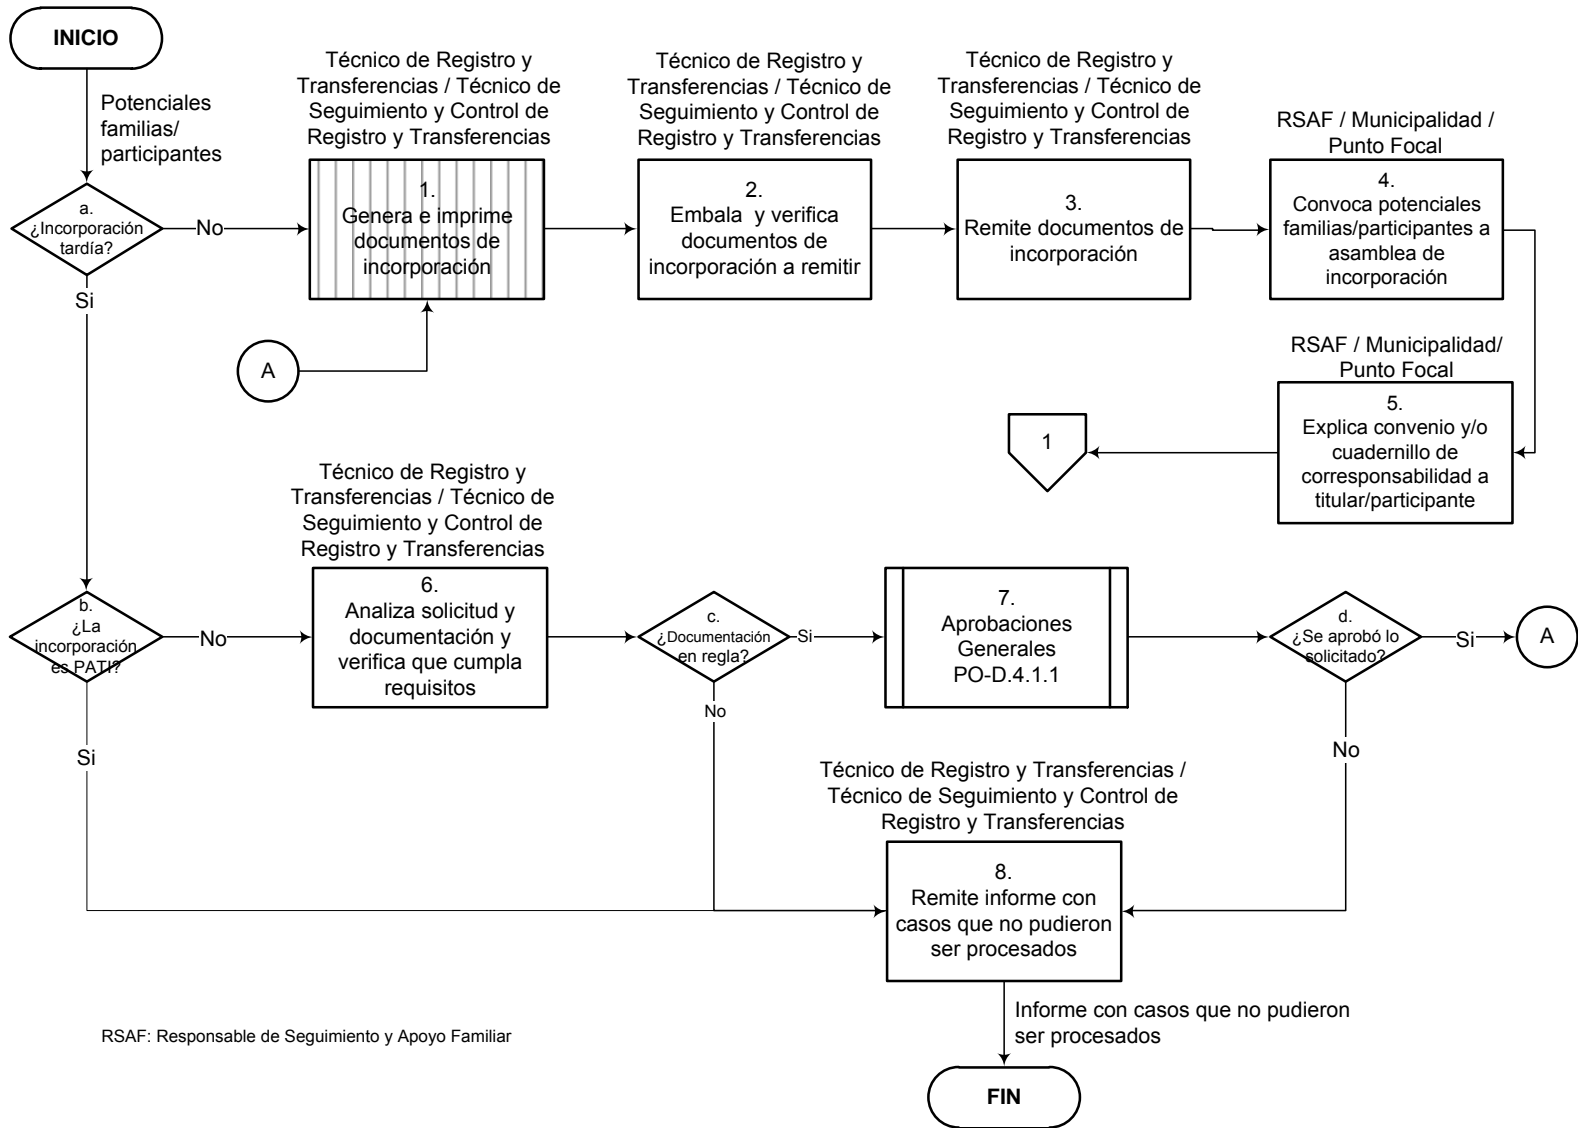 INICIO
Potenciales
familias/
participantes
a.
¿Incorporación
tardía?
No
Si
Técnico de Registro y
Transferencias / Técnico de
Seguimiento y Control de
Registro y Transferencias
1.
Genera e imprime
documentos de
incorporación
A
Técnico de Registro y
Transferencias / Técnico de
Seguimiento y Control de
Registro y Transferencias
2.
Embala y verifica
documentos de
incorporación a remitir
Técnico de Registro y
Transferencias / Técnico de
Seguimiento y Control de
Registro y Transferencias
3.
Remite documentos de
incorporación
RSAF / Municipalidad /
Punto Focal
4.
Convoca potenciales
familias/participantes a
asamblea de
incorporación
RSAF / Municipalidad/
Punto Focal
5.
Explica convenio y/o
cuadernillo de
corresponsabilidad a
titular/participante
1
b.
¿La
incorporación
es PATI?
No
Si
Técnico de Registro y
Transferencias / Técnico de
Seguimiento y Control de
Registro y Transferencias
6.
Analiza solicitud y
documentación y
verifica que cumpla
requisitos
c.
¿Documentación
en regla?
Si
No
7.
Aprobaciones
Generales
PO-D.4.1.1
d.
¿Se aprobó lo
solicitado?
Si
A
No
Técnico de Registro y Transferencias /
Técnico de Seguimiento y Control de
Registro y Transferencias
8.
Remite informe con
casos que no pudieron
ser procesados
Informe con casos que no pudieron
ser procesados
FIN
RSAF: Responsable de Seguimiento y Apoyo Familiar